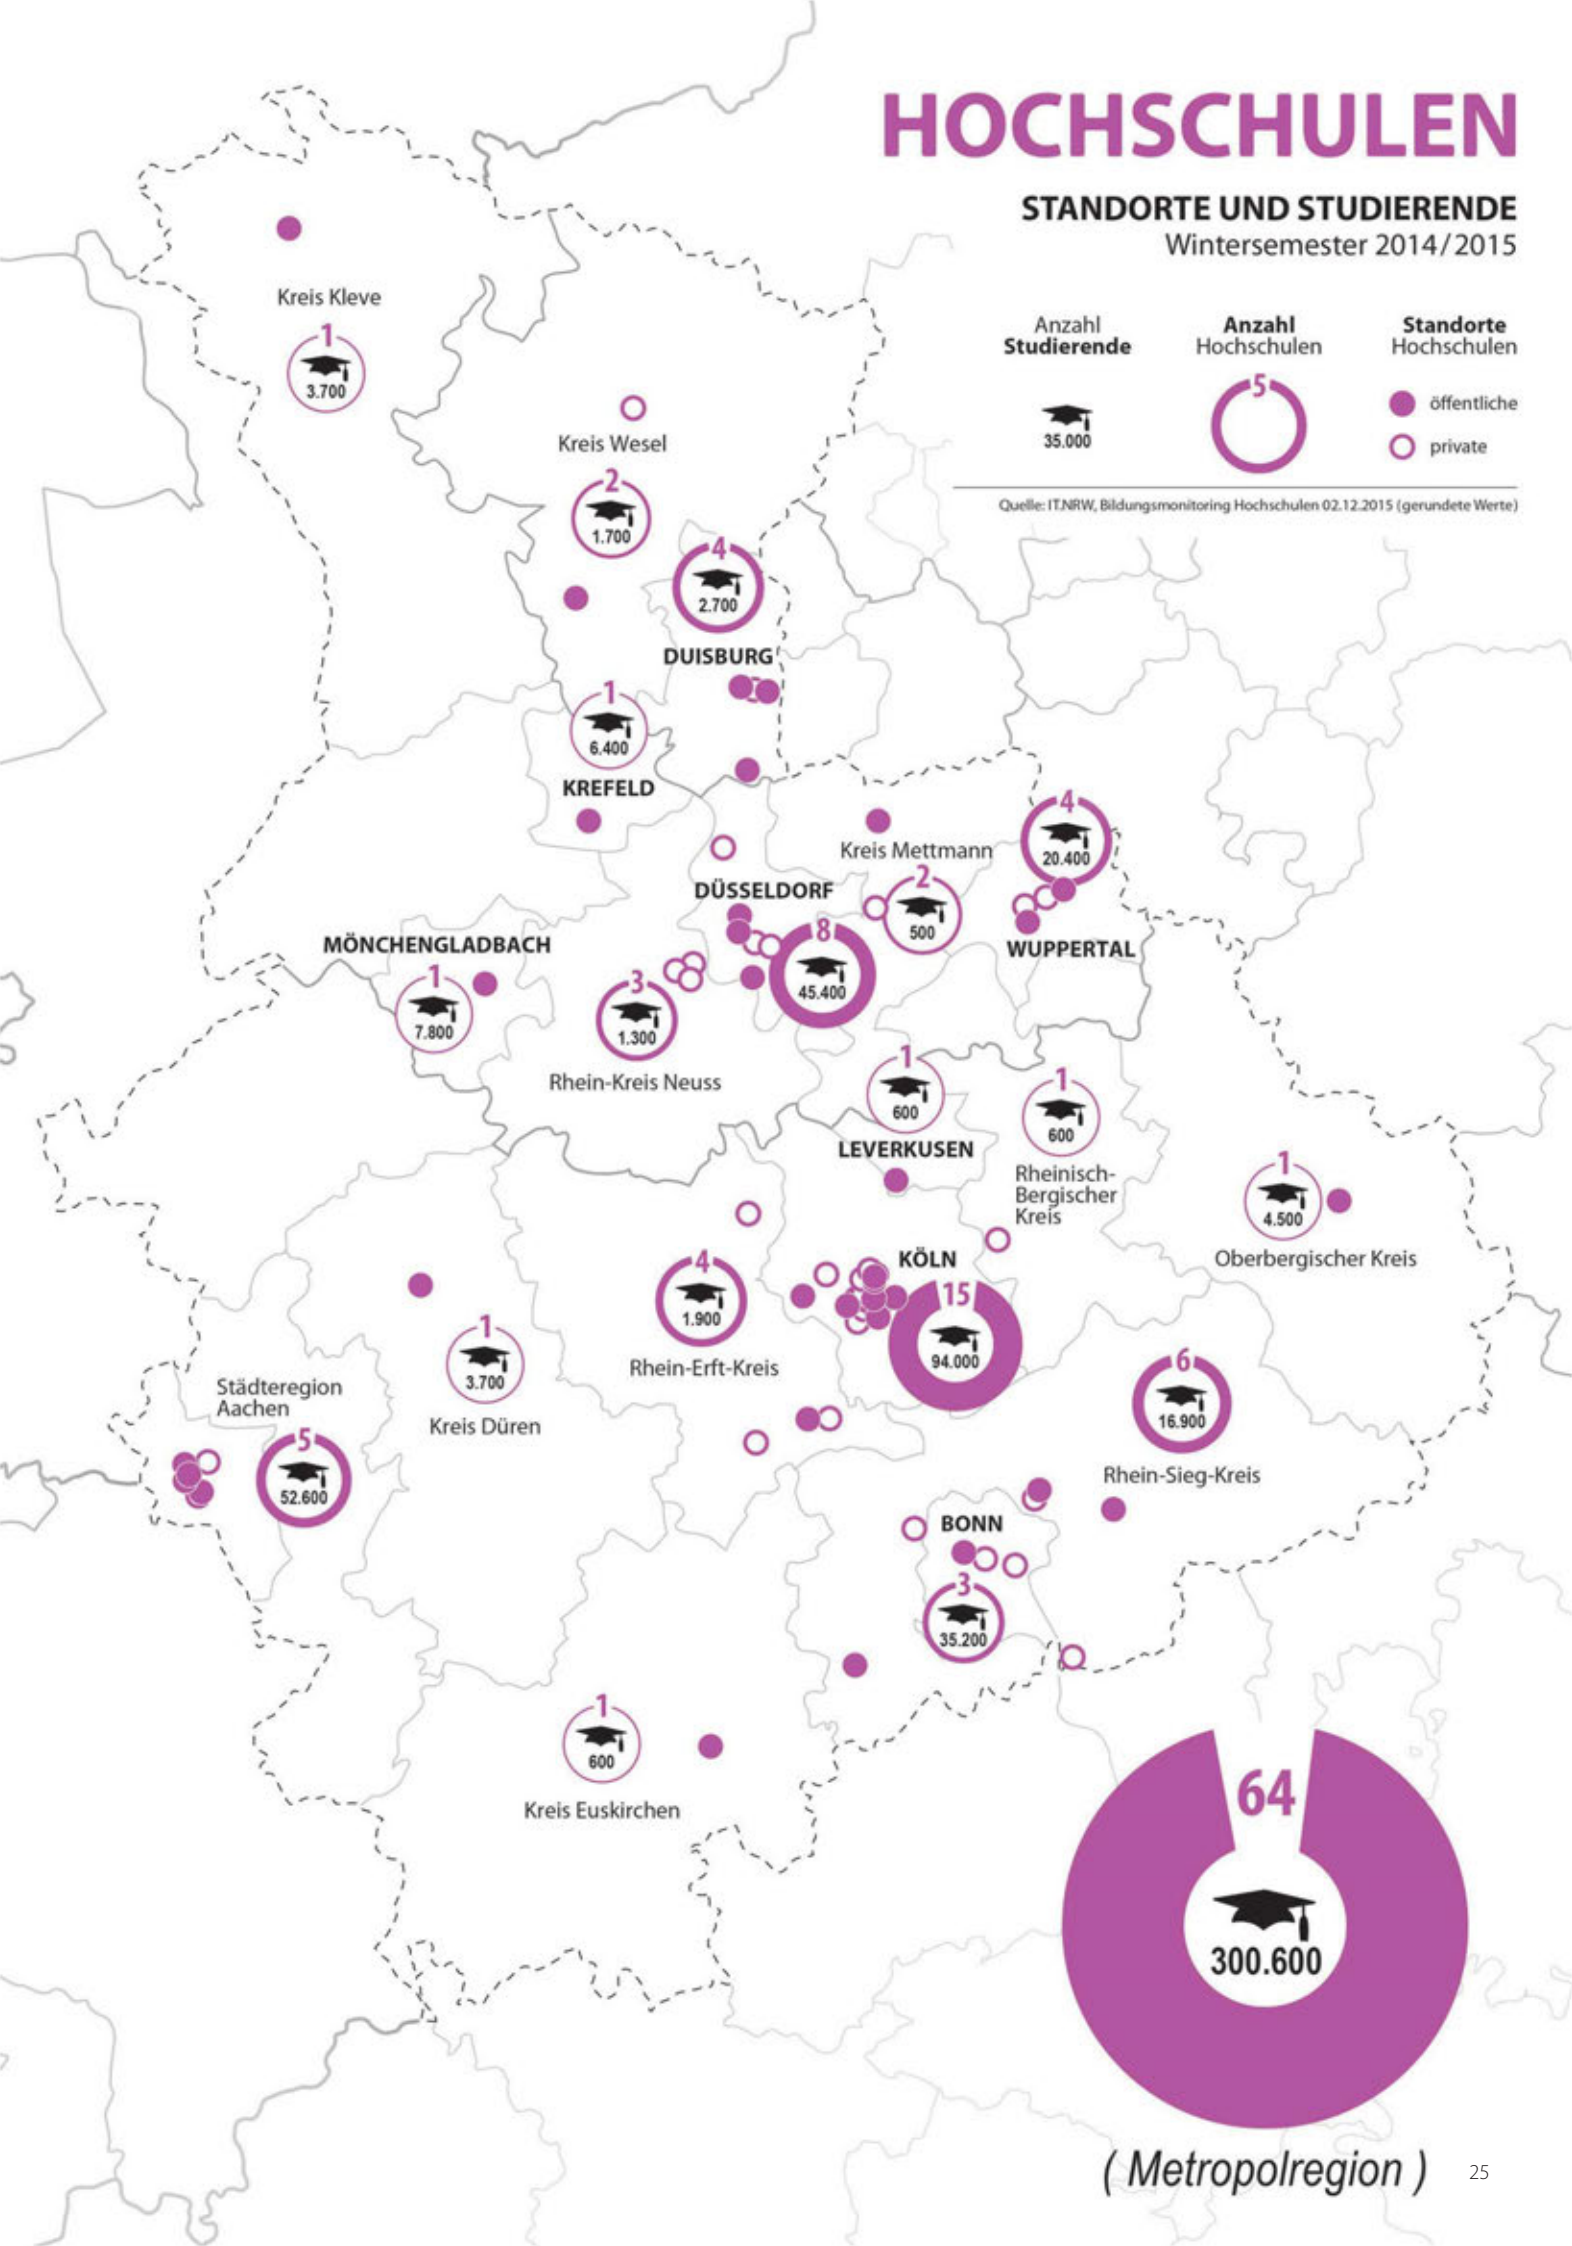 HOCHSCHULEN
STANDORTE UND STUDIERENDE
Wintersemester 2014/2015
Anzahl
Studierende
35.000
Anzahl
Hochschulen
5
Standorte
Hochschulen
öffentliche
private
Quelle: IT.NRW, Bildungsmonitoring Hochschulen 02.12.2015 (gerundete Werte)
Kreis Kleve
1
3.700
Kreis Wesel
2
1.700
4
2.700
DUISBURG
1
6.400
KREFELD
Kreis Mettmann
2
500
4
20.400
WUPPERTAL
DÜSSELDORF
8
45.400
MÖNCHENGLADBACH
1
7.800
3
1.300
Rhein-Kreis Neuss
1
600
LEVERKUSEN
1
600
Rheinisch-
Bergischer
Kreis
1
4.500
Oberbergischer Kreis
KÖLN
15
94.000
4
1.900
Rhein-Erft-Kreis
1
3.700
Kreis Düren
Städteregion
Aachen
5
52.600
6
16.900
Rhein-Sieg-Kreis
BONN
3
35.200
1
600
Kreis Euskirchen
64
300.600
( Metropolregion )
25